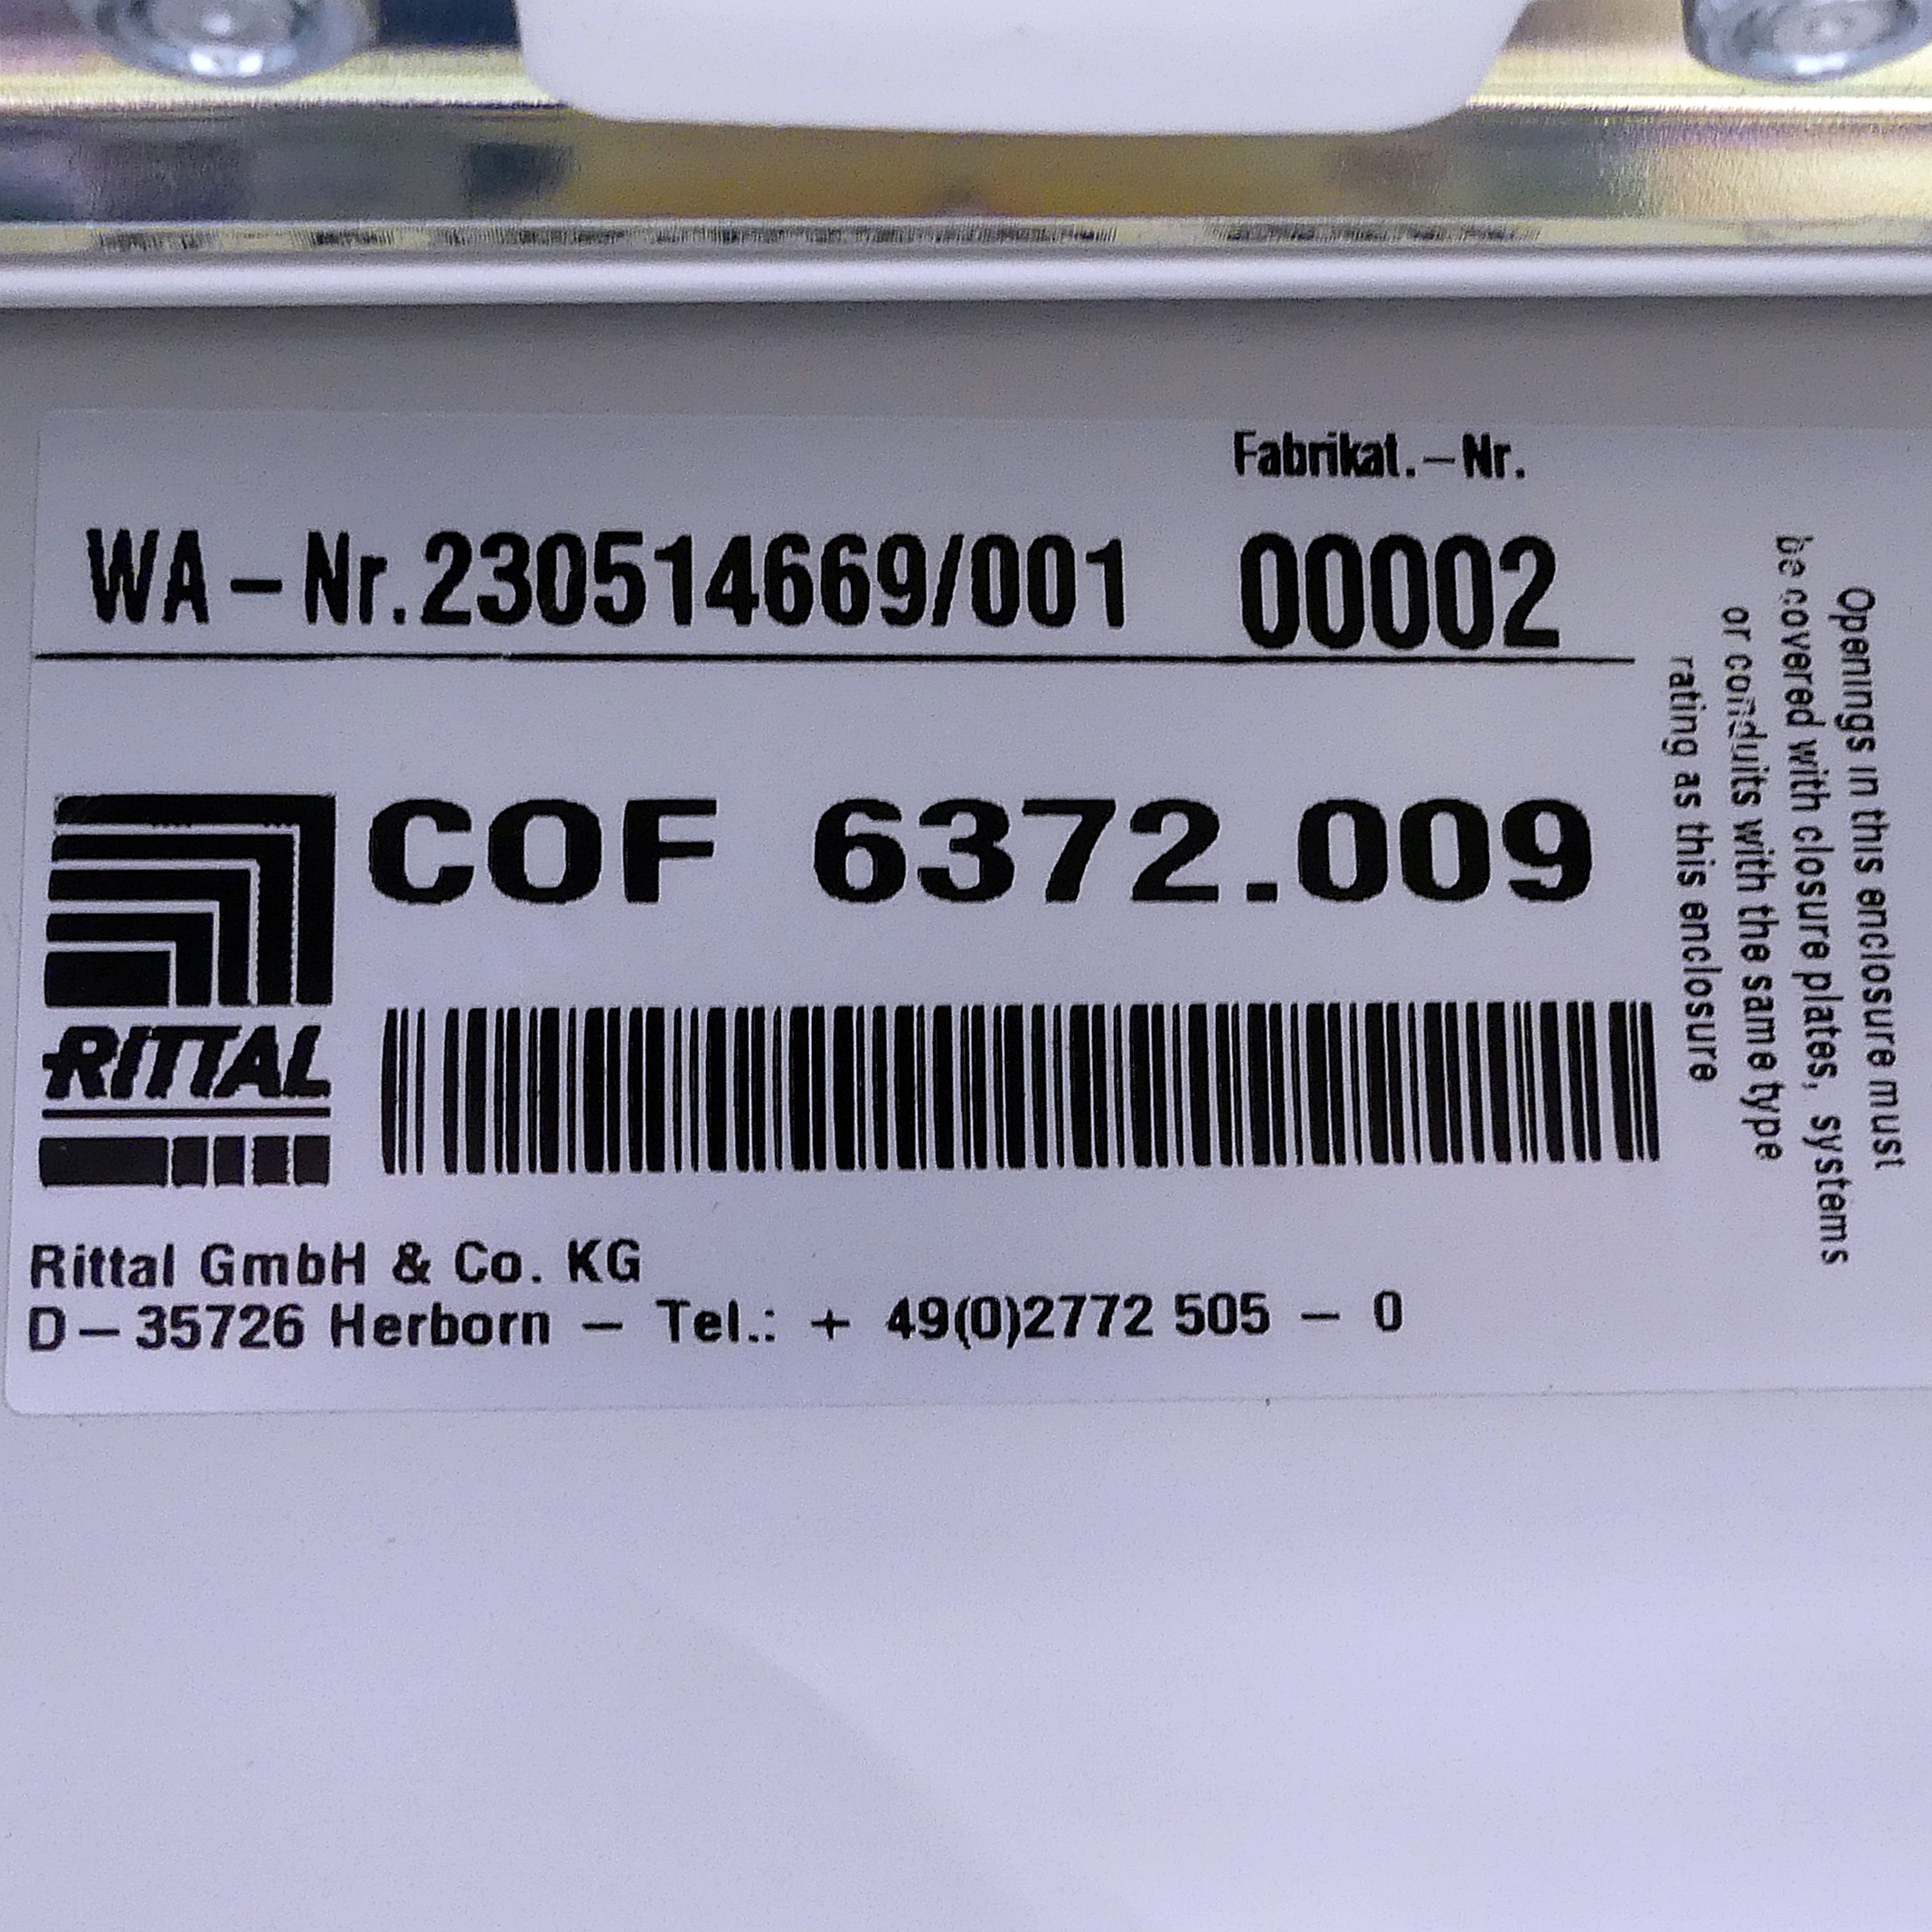 Fabrikat.-Nr.
WA-Nr.230514669/001 00002
COF 6372.009
RITTAL
Rittal GmbH & Co. KG
D-35726 Herborn - Tel.: + 49(0)2772 505 - 0
Openings in this enclosure must
be covered with closure plates, systems
or conduits with the same type
rating as this enclosure